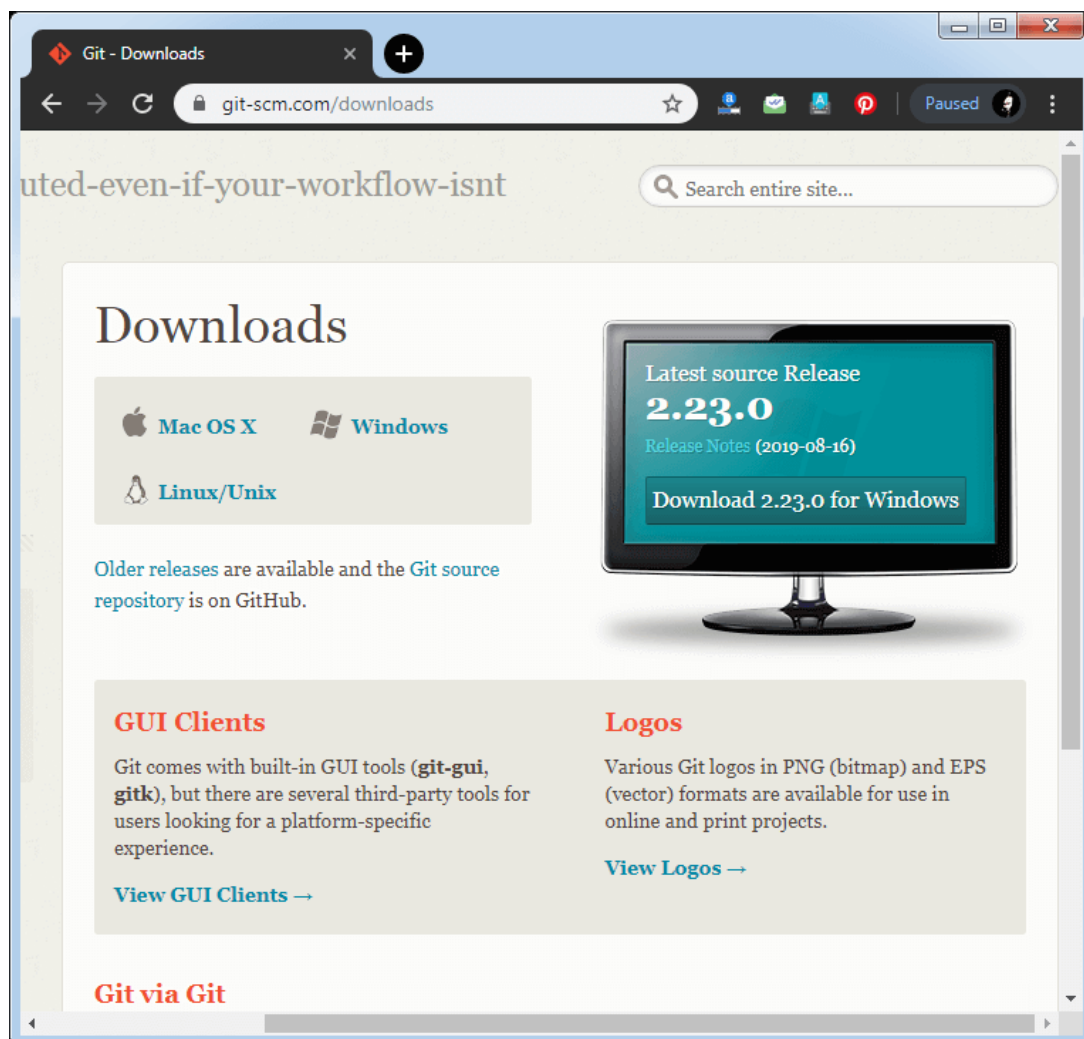 Git - Downloads
git-scm.com/downloads
Paused
uted-even-if-your-workflow-isnt
Search entire site...
Downloads
Mac OS X
Windows
Linux/Unix
Older releases are available and the Git source
repository is on GitHub.
Latest source Release
2.23.0
Release Notes (2019-08-16)
Download 2.23.0 for Windows
GUI Clients
Git comes with built-in GUI tools (git-gui,
gitk), but there are several third-party tools for
users looking for a platform-specific
experience.
View GUI Clients →
Logos
Various Git logos in PNG (bitmap) and EPS
(vector) formats are available for use in
online and print projects.
View Logos →
Git via Git